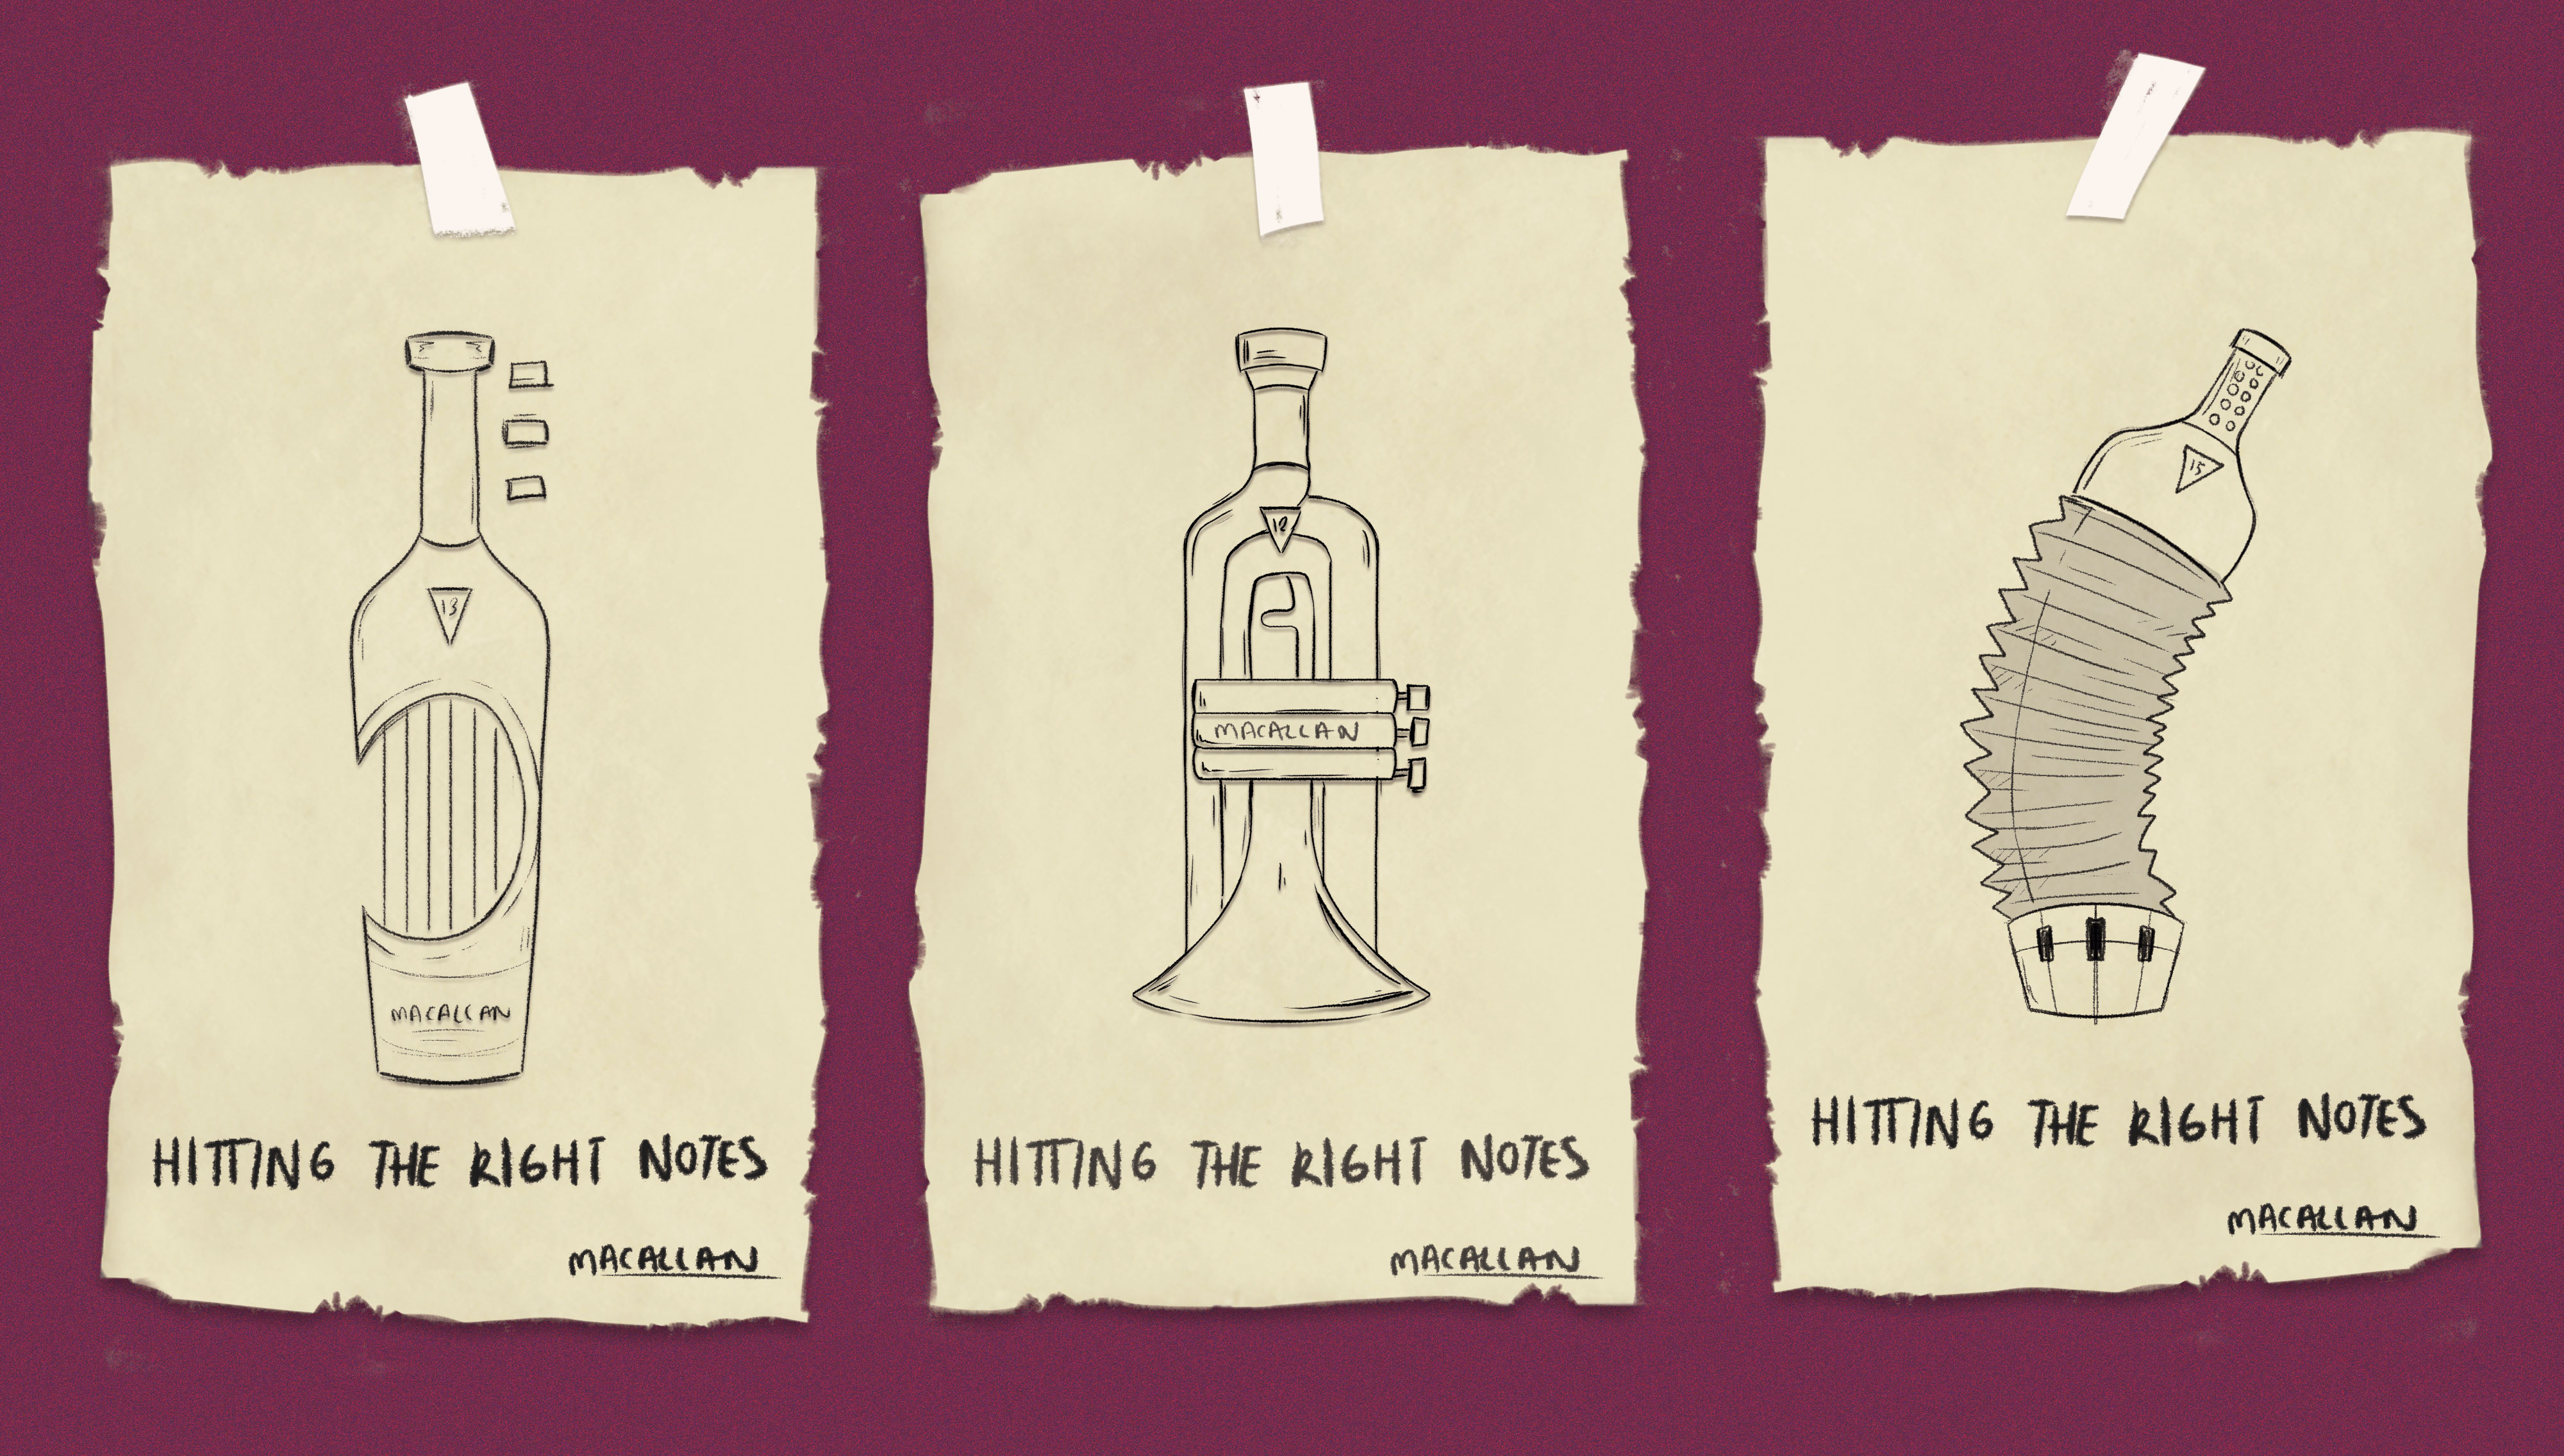 13
MACALLAN
HITTING THE RIGHT NOTES
MACALLAN
12
MACALLAN
HITTING THE RIGHT NOTES
MACALLAN
15
HITTING THE RIGHT NOTES
MACALLAN